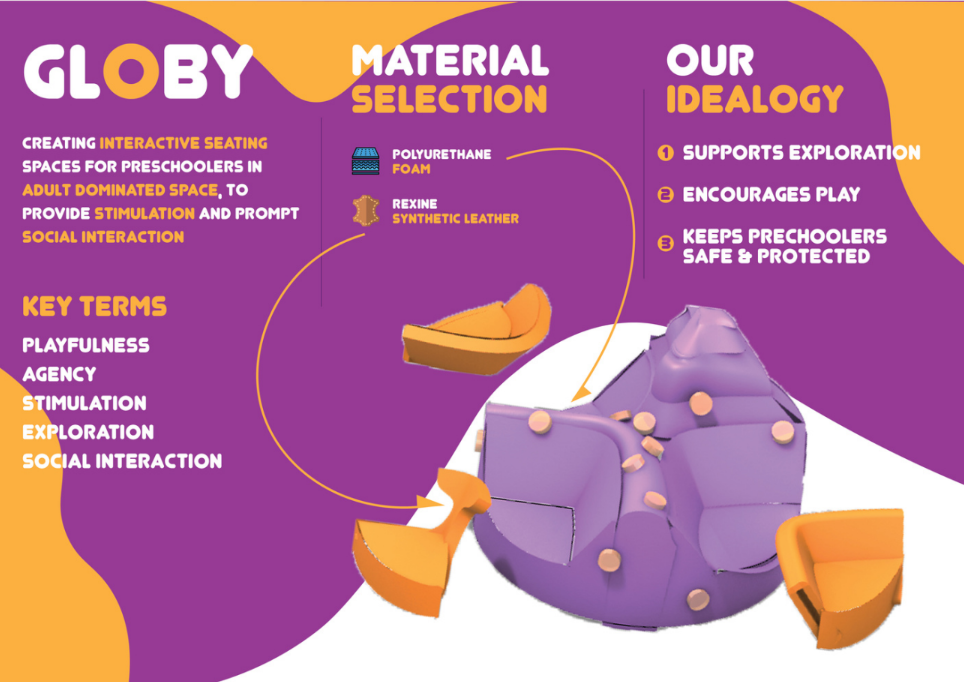 GLOBY
CREATING INTERACTIVE SEATING
SPACES FOR PRESCHOOLERS IN
ADULT DOMINATED SPACE, TO
PROVIDE STIMULATION AND PROMPT
SOCIAL INTERACTION
KEY TERMS
PLAYFULNESS
AGENCY
STIMULATION
EXPLORATION
SOCIAL INTERACTION
MATERIAL
SELECTION
POLYURETHANE
FOAM
REXINE
SYNTHETIC LEATHER
OUR
IDEALOGY
1 SUPPORTS EXPLORATION
2 ENCOURAGES PLAY
3 KEEPS PRECHOOLERS
SAFE & PROTECTED